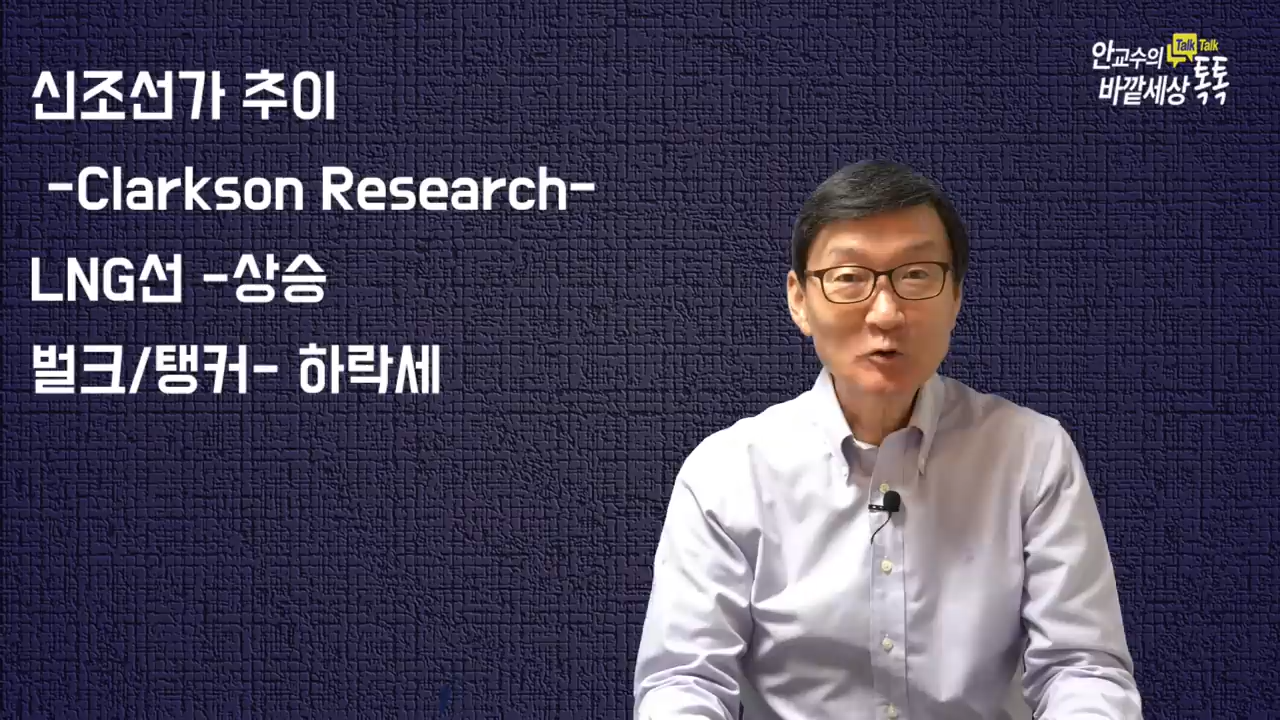 신조선가 추이
-Clarkson Research-
LNG선 -상승
벌크/탱커- 하락세
안교수의 Talk Talk
바깥세상 톡톡